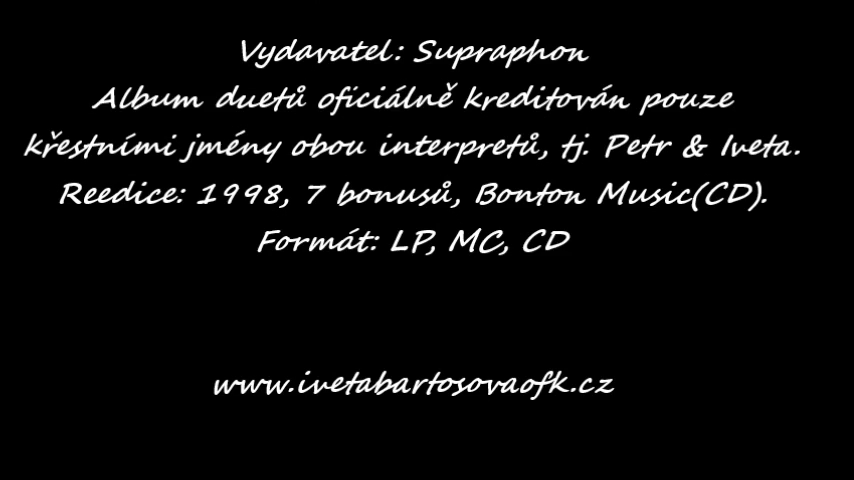 Vydavatel: Supraphon
Album duetů oficiálně kreditován pouze
křestními jmény obou interpretů, tj. Petr & Iveta.
Reedice: 1998, 7 bonusů, Bonton Music(CD).
Formát: LP, MC, CD
www.ivetabartosovaofk.cz